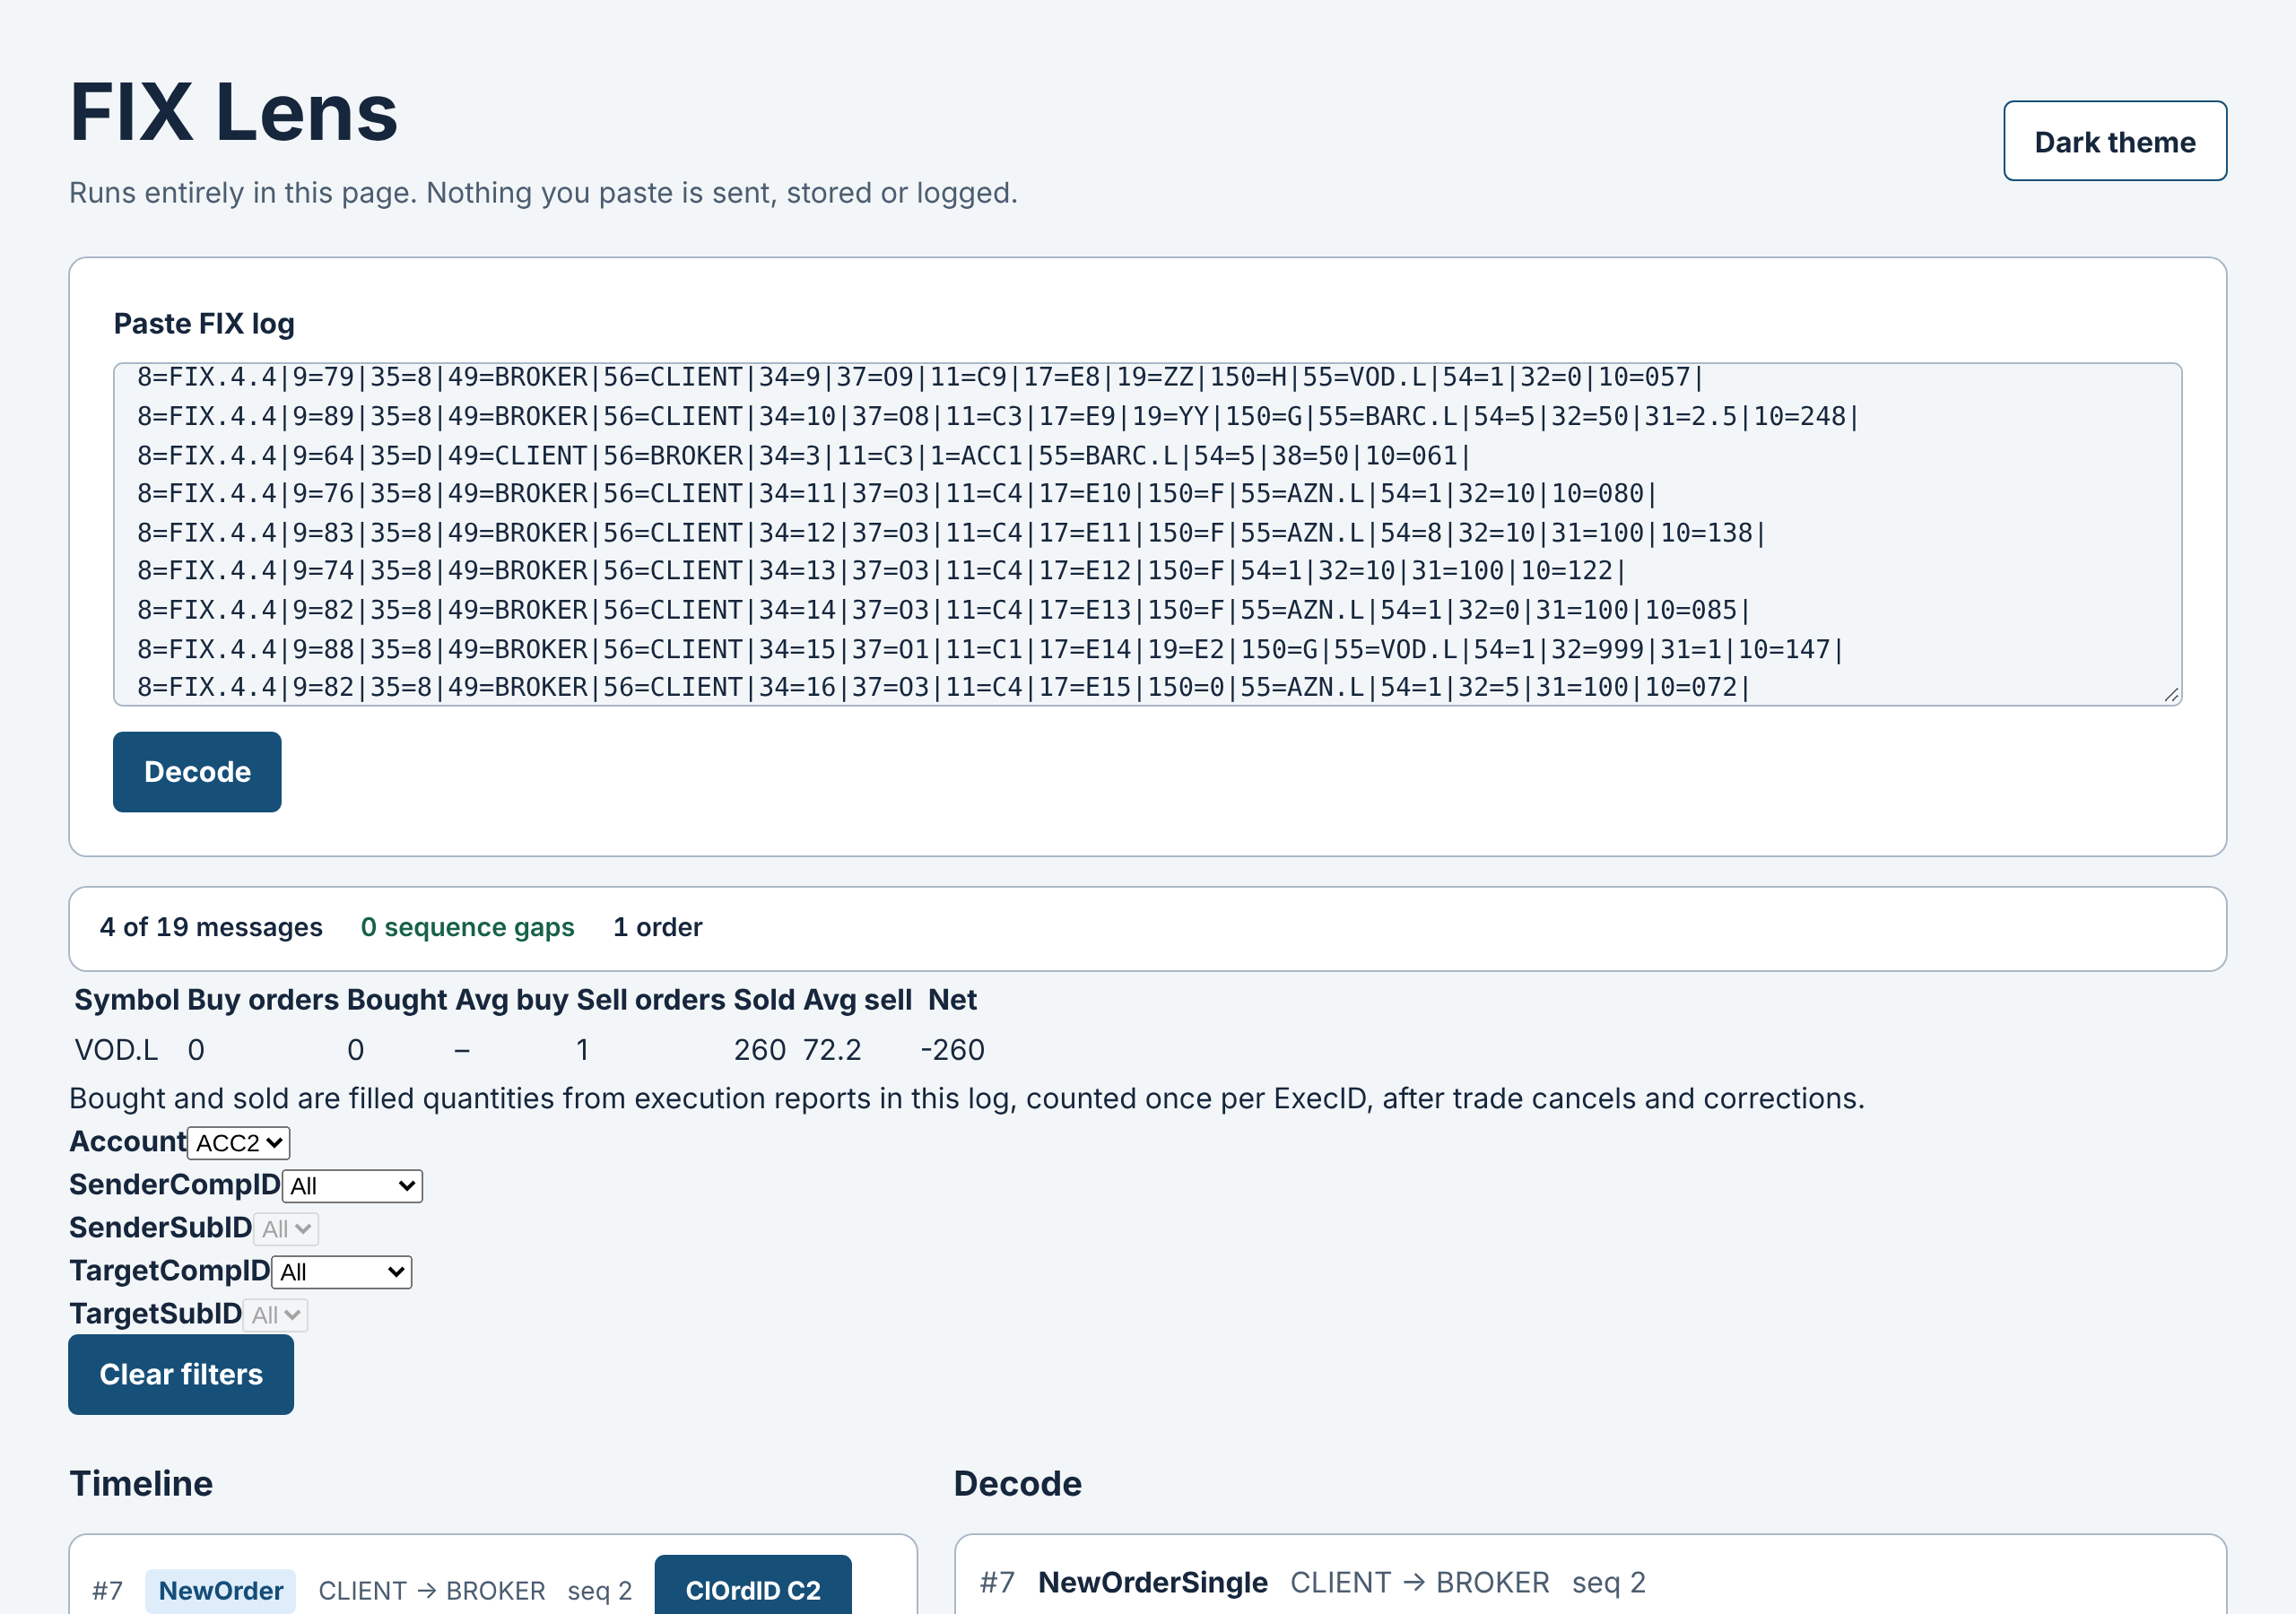 FIX Lens
Dark theme
Runs entirely in this page. Nothing you paste is sent, stored or logged.
Paste FIX log
8=FIX.4.4|9=79|35=8|49=BROKER|56=CLIENT|34=9|37=O9|11=C9|17=E8|19=ZZ|150=H|55=VOD.L|54=1|32=0|10=057|
8=FIX.4.4|9=89|35=8|49=BROKER|56=CLIENT|34=10|37=O8|11=C3|17=E9|19=YY|150=G|55=BARC.L|54=5|32=50|31=2.5|10=248|
8=FIX.4.4|9=64|35=D|49=CLIENT|56=BROKER|34=3|11=C3|1=ACC1|55=BARC.L|54=5|38=50|10=061|
8=FIX.4.4|9=76|35=8|49=BROKER|56=CLIENT|34=11|37=O3|11=C4|17=E10|150=F|55=AZN.L|54=1|32=10|10=080|
8=FIX.4.4|9=83|35=8|49=BROKER|56=CLIENT|34=12|37=O3|11=C4|17=E11|150=F|55=AZN.L|54=8|32=10|31=100|10=138|
8=FIX.4.4|9=74|35=8|49=BROKER|56=CLIENT|34=13|37=O3|11=C4|17=E12|150=F|54=1|32=10|31=100|10=122|
8=FIX.4.4|9=82|35=8|49=BROKER|56=CLIENT|34=14|37=O3|11=C4|17=E13|150=F|55=AZN.L|54=1|32=0|31=100|10=085|
8=FIX.4.4|9=88|35=8|49=BROKER|56=CLIENT|34=15|37=O1|11=C1|17=E14|19=E2|150=G|55=VOD.L|54=1|32=999|31=1|10=147|
8=FIX.4.4|9=82|35=8|49=BROKER|56=CLIENT|34=16|37=O3|11=C4|17=E15|150=0|55=AZN.L|54=1|32=5|31=100|10=072|
Decode
4 of 19 messages 0 sequence gaps 1 order
Symbol Buy orders Bought Avg buy Sell orders Sold Avg sell Net
VOD.L 0 0 – 1 260 72.2 -260
Bought and sold are filled quantities from execution reports in this log, counted once per ExecID, after trade cancels and corrections.
Account ACC2
SenderCompID All
SenderSubID All
TargetCompID All
TargetSubID All
Clear filters
Timeline
#7 NewOrder CLIENT → BROKER seq 2 ClOrdID C2
Decode
#7 NewOrderSingle CLIENT → BROKER seq 2